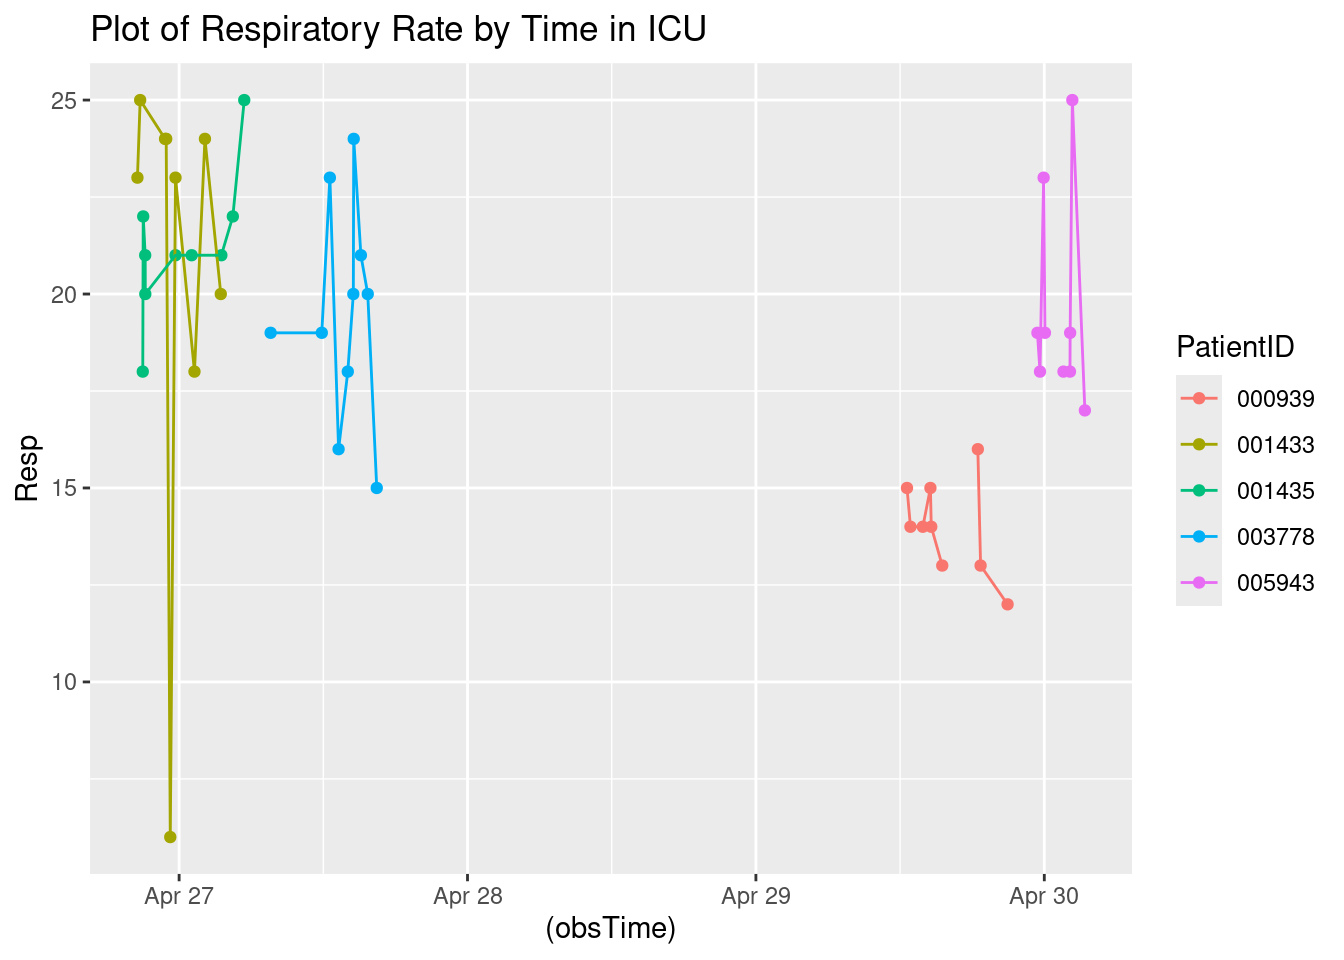 Plot of Respiratory Rate by Time in ICU
25
20
15
10
Resp
Apr 27
Apr 28
Apr 29
Apr 30
(obsTime)
PatientID
000939
001433
001435
003778
005943